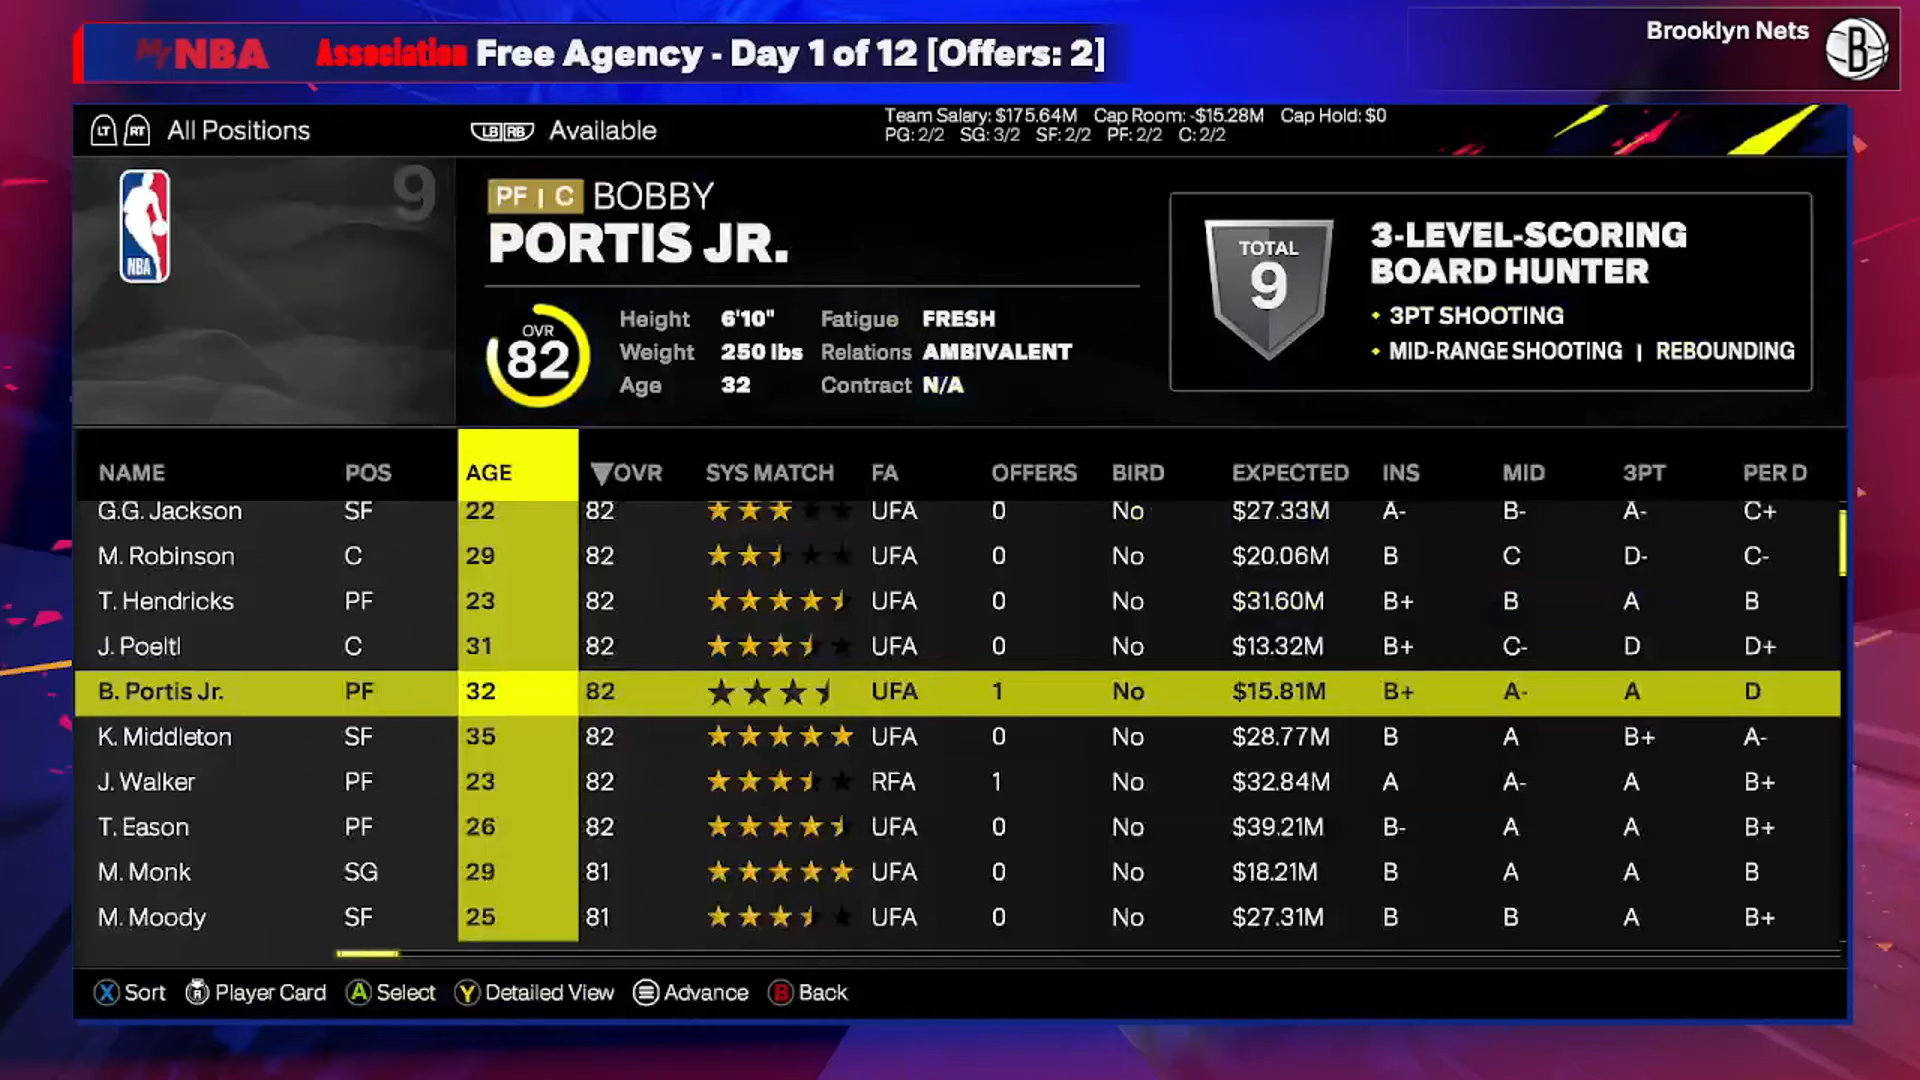 My NBA Association Free Agency - Day 1 of 12 [Offers: 2]
Brooklyn Nets B
LT RT All Positions
LB RB Available
Team Salary: $175.64M Cap Room: -$15.28M Cap Hold: $0
PG: 2/2 SG: 3/2 SF: 2/2 PF: 2/2 C: 2/2
NBA
9
PF | C BOBBY
PORTIS JR.
OVR
82
Height 6'10" Fatigue FRESH
Weight 250 lbs Relations AMBIVALENT
Age 32 Contract N/A
TOTAL
9
3-LEVEL-SCORING
BOARD HUNTER
3PT SHOOTING
MID-RANGE SHOOTING | REBOUNDING
NAME POS AGE ▼OVR SYS MATCH FA OFFERS BIRD EXPECTED INS MID 3PT PER D
G.G. Jackson SF 22 82 UFA 0 No $27.33M A- B- A- C+
M. Robinson C 29 82 UFA 0 No $20.06M B C D- C-
T. Hendricks PF 23 82 UFA 0 No $31.60M B+ B A B
J. Poeltl C 31 82 UFA 0 No $13.32M B+ C- D D+
B. Portis Jr. PF 32 82 UFA 1 No $15.81M B+ A- A D
K. Middleton SF 35 82 UFA 0 No $28.77M B A B+ A-
J. Walker PF 23 82 RFA 1 No $32.84M A A- A B+
T. Eason PF 26 82 UFA 0 No $39.21M B- A A B+
M. Monk SG 29 81 UFA 0 No $18.21M B A A B
M. Moody SF 25 81 UFA 0 No $27.31M B B A B+
X Sort R Player Card A Select Y Detailed View Advance B Back